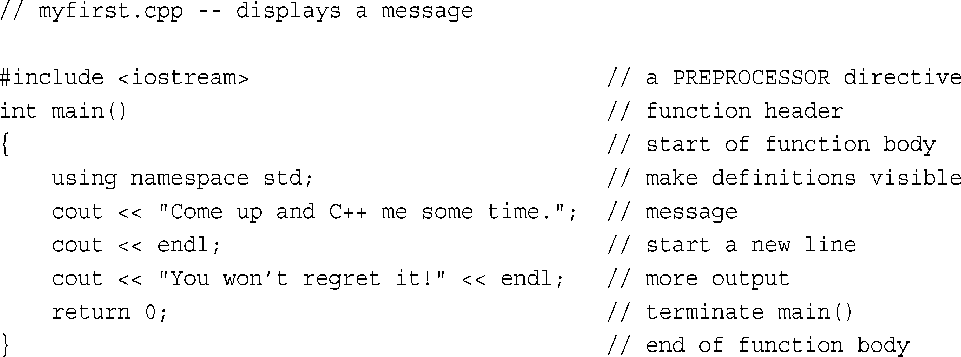 // myfirst.cpp -- displays a message
#include <iostream> // a PREPROCESSOR directive
int main() // function header
{ // start of function body
using namespace std; // make definitions visible
cout << "Come up and C++ me some time."; // message
cout << endl; // start a new line
cout << "You won't regret it!" << endl; // more output
return 0; // terminate main()
} // end of function body